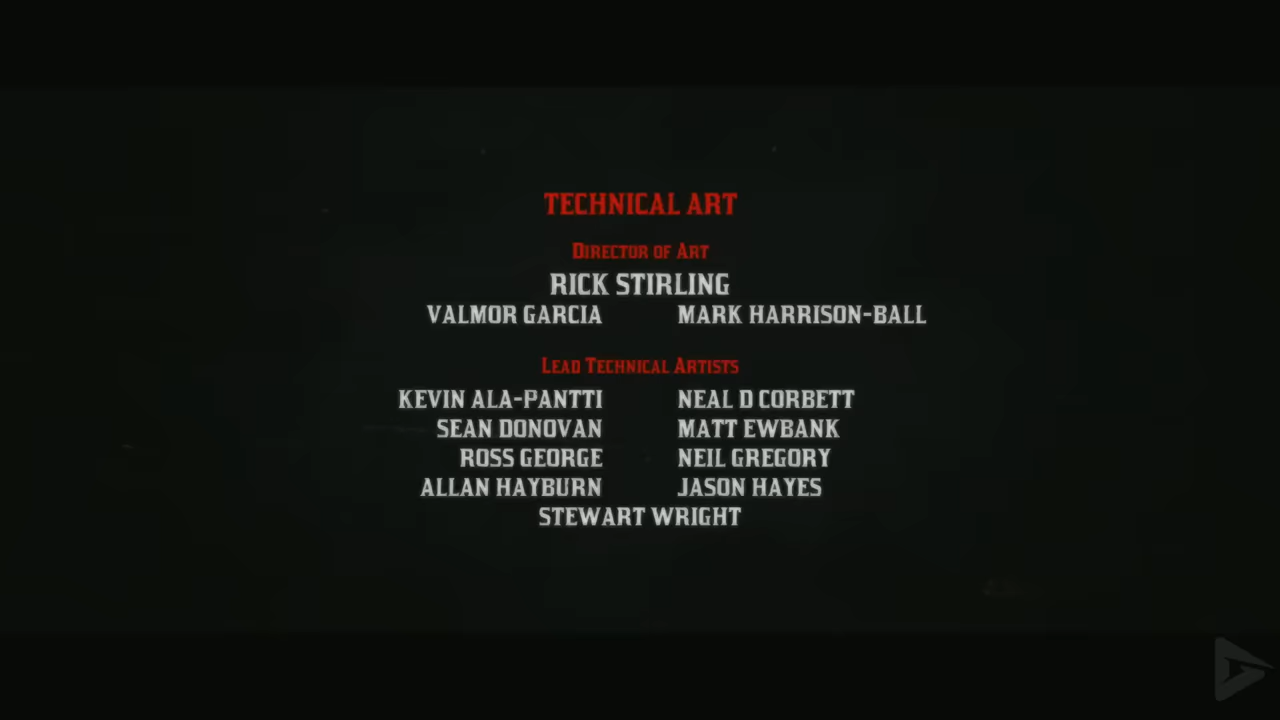 TECHNICAL ART
DIRECTOR OF ART
RICK STIRLING
VALMOR GARCIA MARK HARRISON-BALL
LEAD TECHNICAL ARTISTS
KEVIN ALA-PANTTI NEAL D CORBETT
SEAN DONOVAN MATT EWBANK
ROSS GEORGE NEIL GREGORY
ALLAN HAYBURN JASON HAYES
STEWART WRIGHT